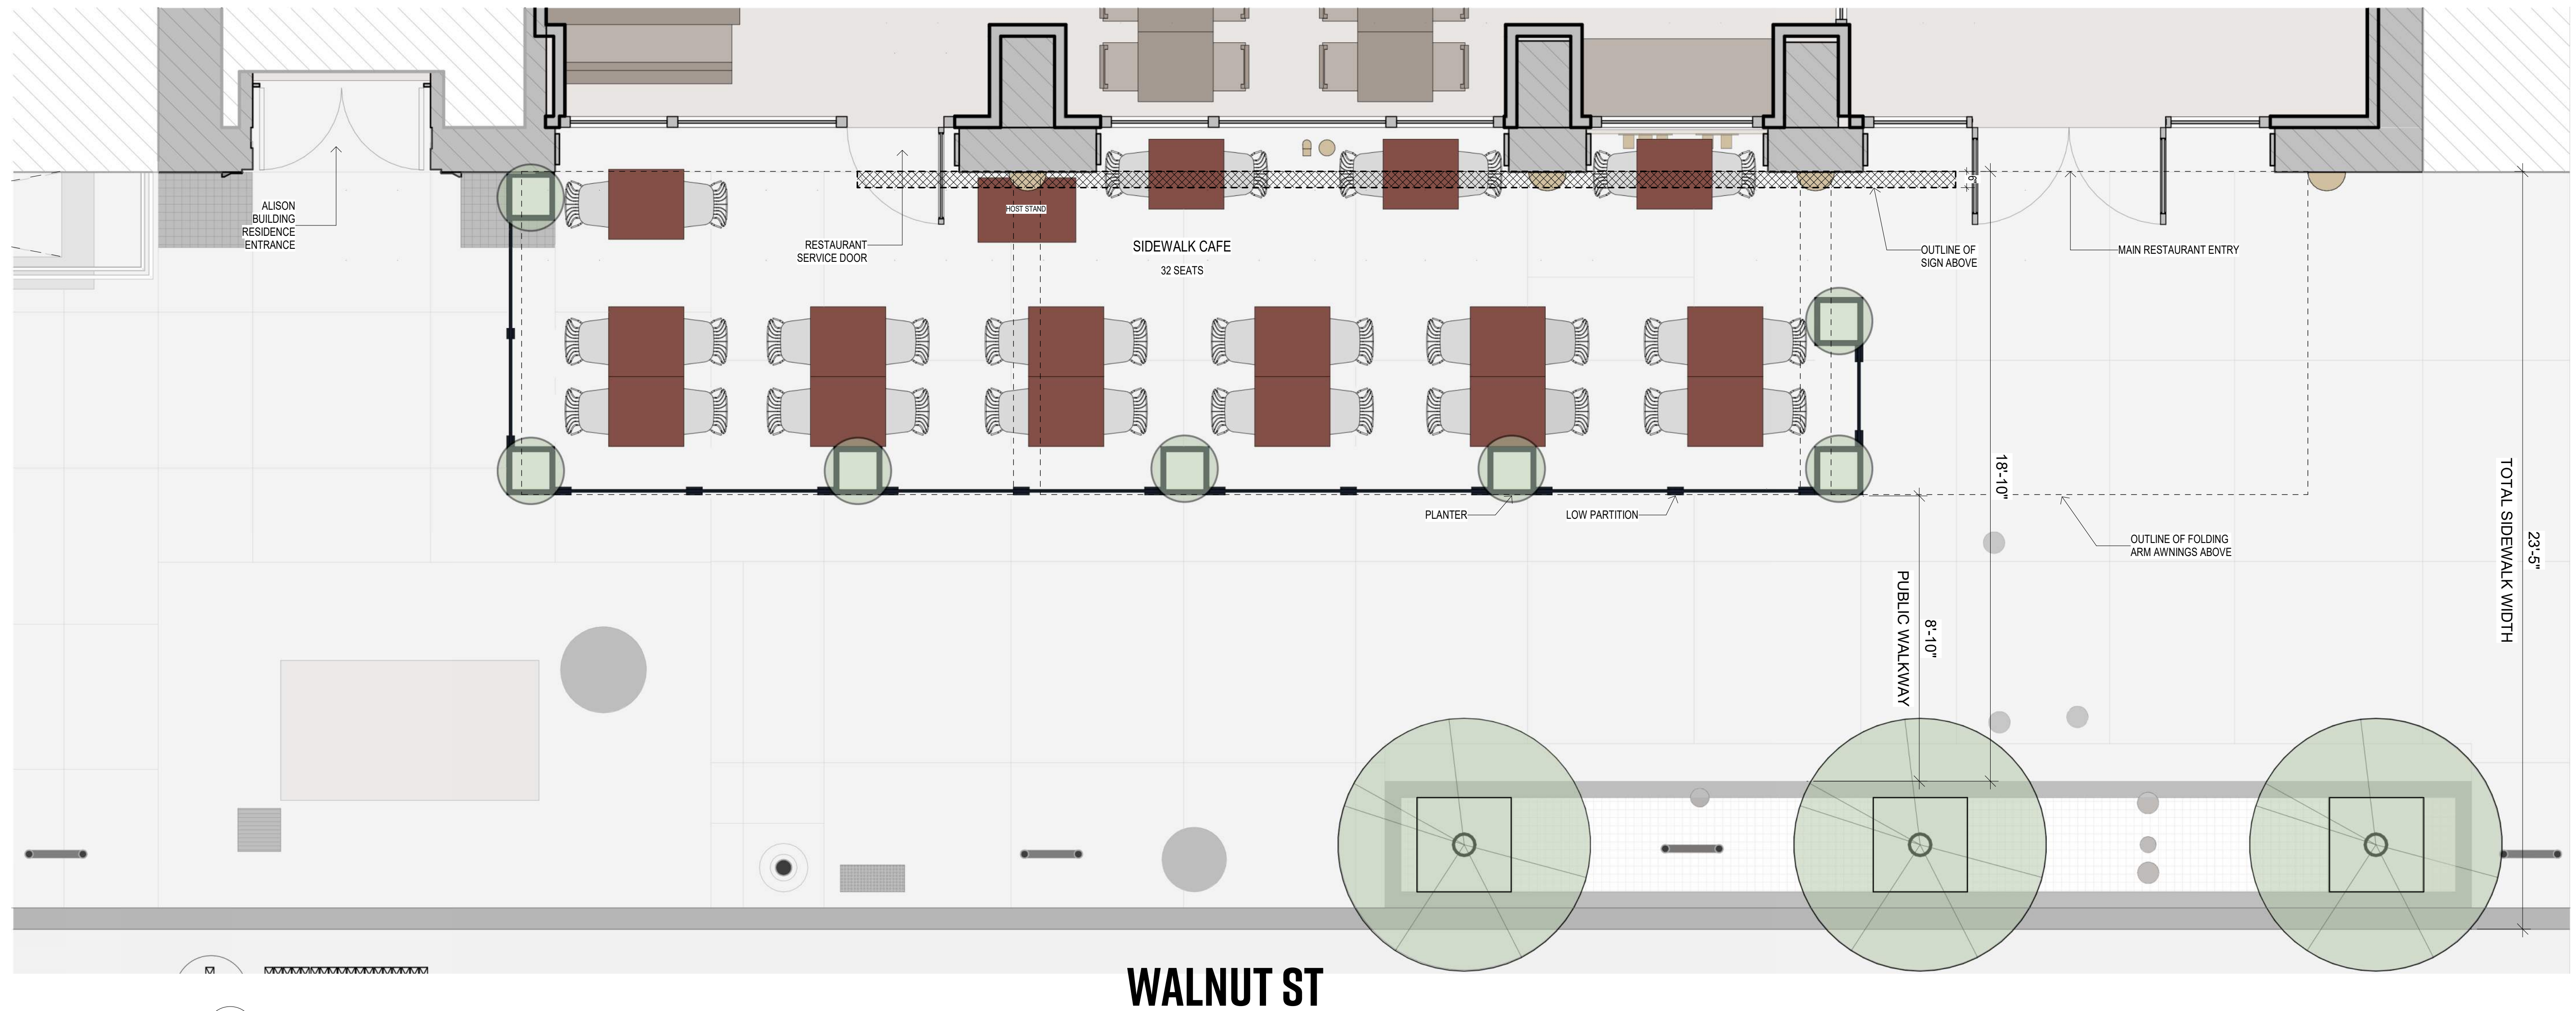 ALISON
BUILDING
RESIDENCE
ENTRANCE
RESTAURANT
SERVICE DOOR
HOST STAND
SIDEWALK CAFE
32 SEATS
OUTLINE OF
SIGN ABOVE
MAIN RESTAURANT ENTRY
PLANTER
LOW PARTITION
OUTLINE OF FOLDING
ARM AWNINGS ABOVE
18'-10"
PUBLIC WALKWAY
8'-10"
TOTAL SIDEWALK WIDTH
23'-5"
WALNUT ST